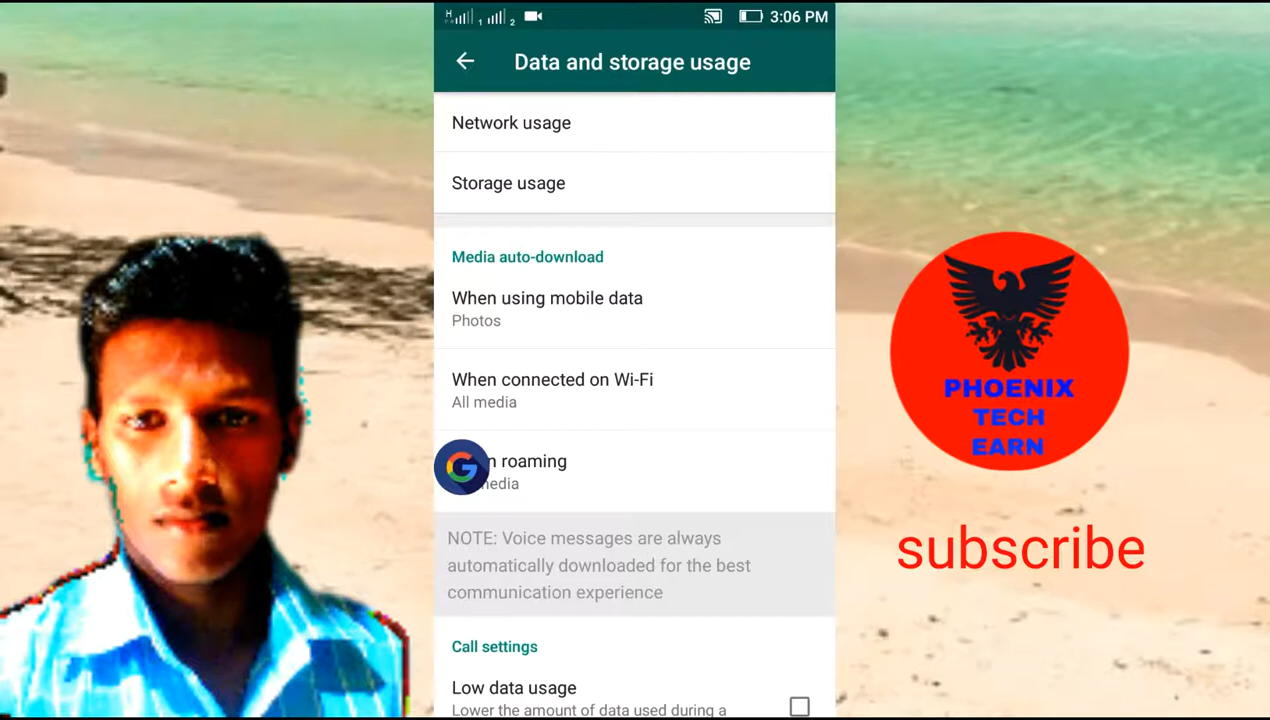 H 1 2 3:06 PM
Data and storage usage
Network usage
Storage usage
Media auto-download
When using mobile data
Photos
When connected on Wi-Fi
All media
roaming
NOTE: Voice messages are always
automatically downloaded for the best
communication experience
Call settings
Low data usage
Lower the amount of data used during a
PHOENIX
TECH
EARN
subscribe